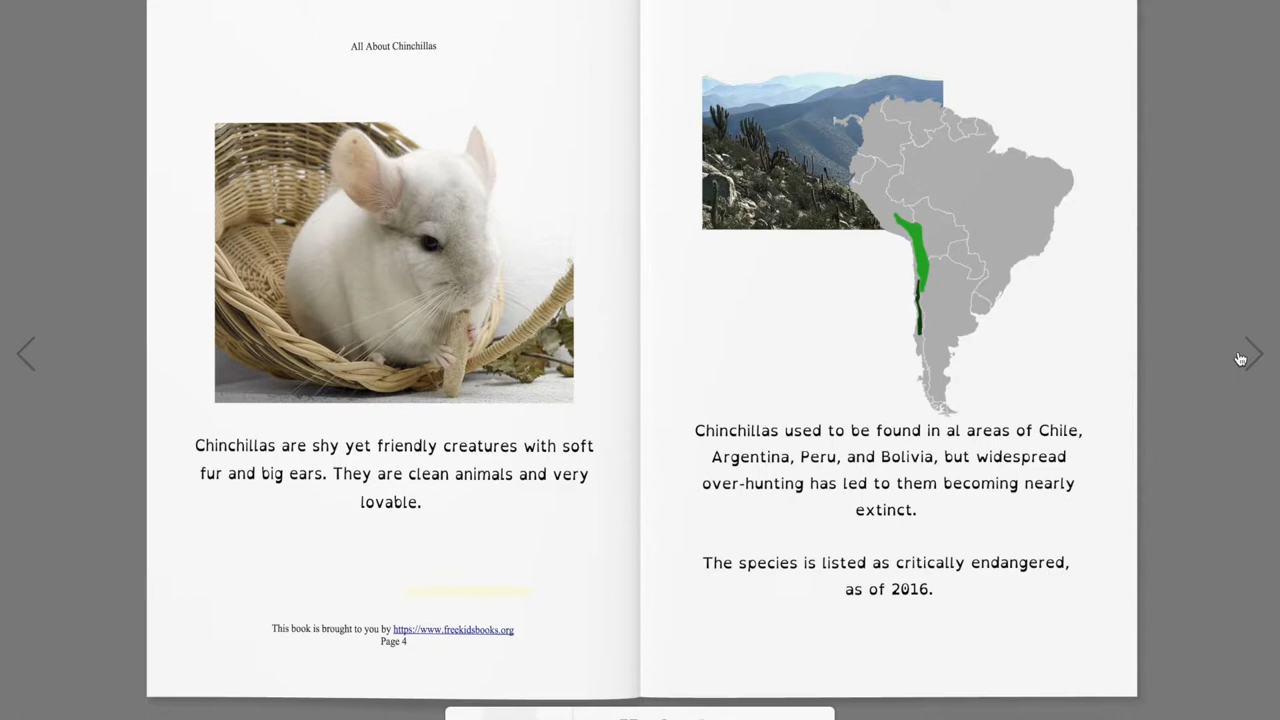 All About Chinchillas
Chinchillas are shy yet friendly creatures with soft
fur and big ears. They are clean animals and very
lovable.
This book is brought to you by https://www.freekidsbooks.org
Page 4
Chinchillas used to be found in al areas of Chile,
Argentina, Peru, and Bolivia, but widespread
over-hunting has led to them becoming nearly
extinct.
The species is listed as critically endangered,
as of 2016.